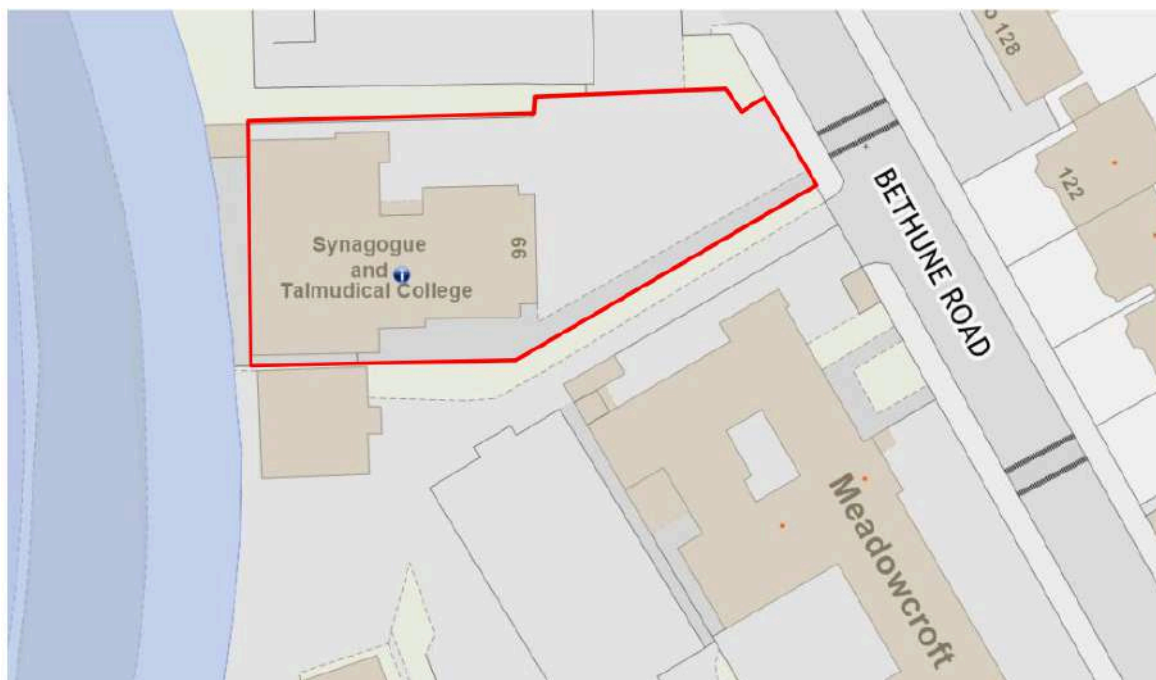 o 128
BETHUNE ROAD
122
Synagogue
and
Talmudical College
99
Meadowcroft